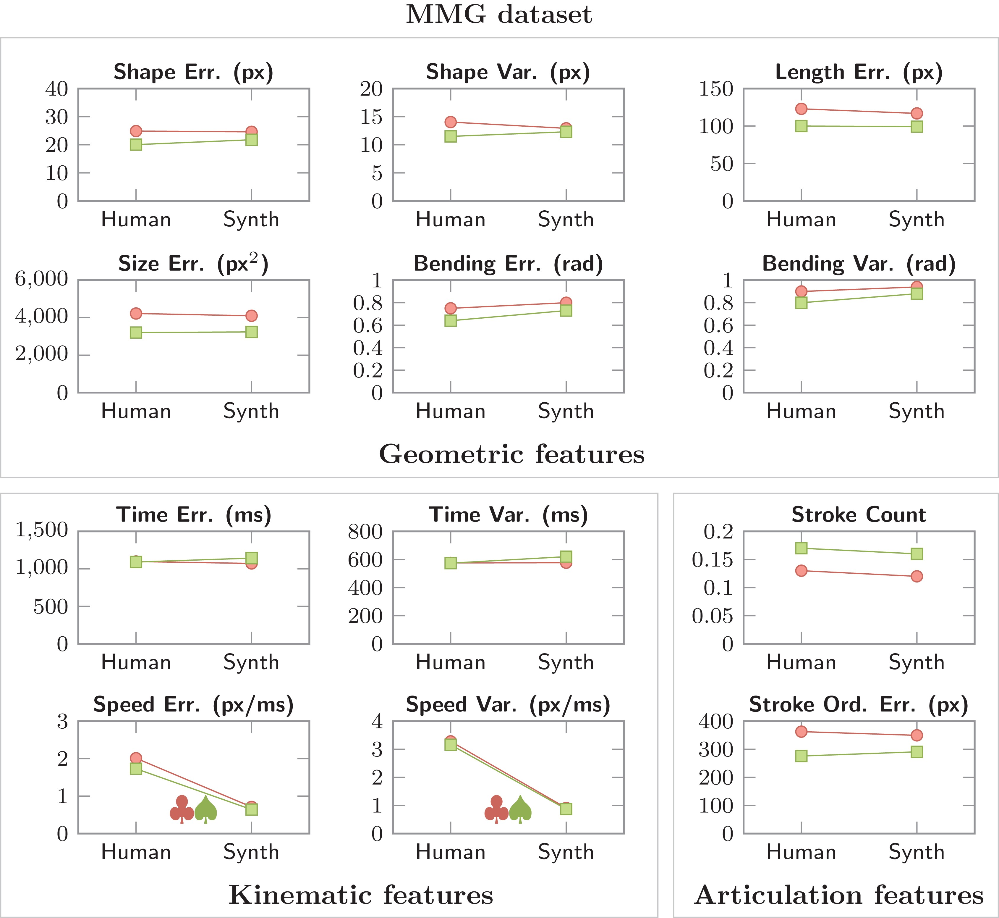 MMG dataset
Shape Err. (px)
40
30
20
10
0
Human Synth
Shape Var. (px)
20
15
10
5
0
Human Synth
Length Err. (px)
150
100
50
0
Human Synth
Size Err. (px²)
6,000
4,000
2,000
0
Human Synth
Bending Err. (rad)
1
0.8
0.6
0.4
0.2
0
Human Synth
Bending Var. (rad)
1
0.8
0.6
0.4
0.2
0
Human Synth
Geometric features
Time Err. (ms)
1,500
1,000
500
0
Human Synth
Time Var. (ms)
800
600
400
200
0
Human Synth
Speed Err. (px/ms)
3
2
1
0
Human Synth
Speed Var. (px/ms)
4
3
2
1
0
Human Synth
Kinematic features
Stroke Count
0.2
0.15
0.1
0.05
0
Human Synth
Stroke Ord. Err. (px)
400
300
200
100
0
Human Synth
Articulation features